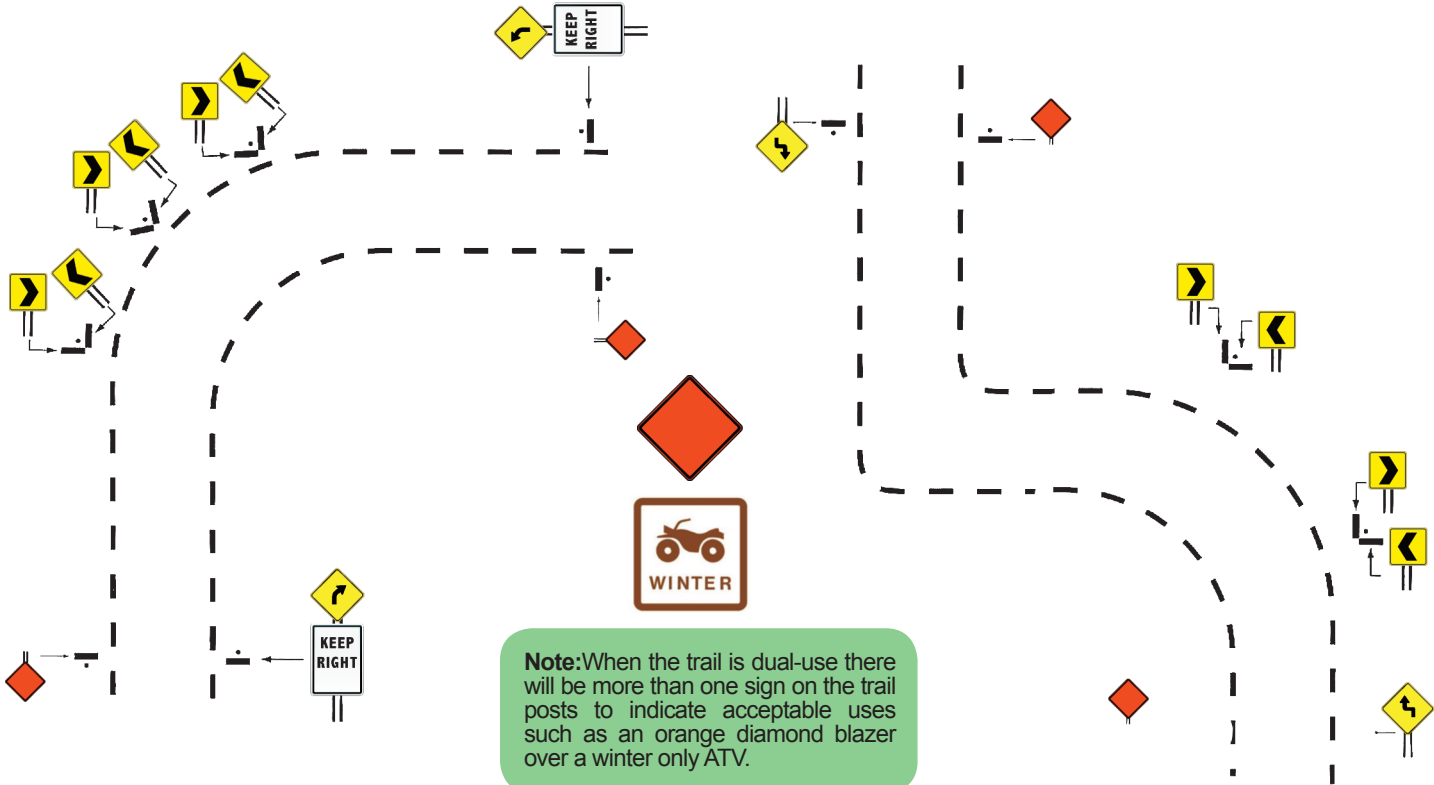 KEEP
RIGHT
WINTER
KEEP
RIGHT
Note:When the trail is dual-use there
will be more than one sign on the trail
posts to indicate acceptable uses
such as an orange diamond blazer
over a winter only ATV.